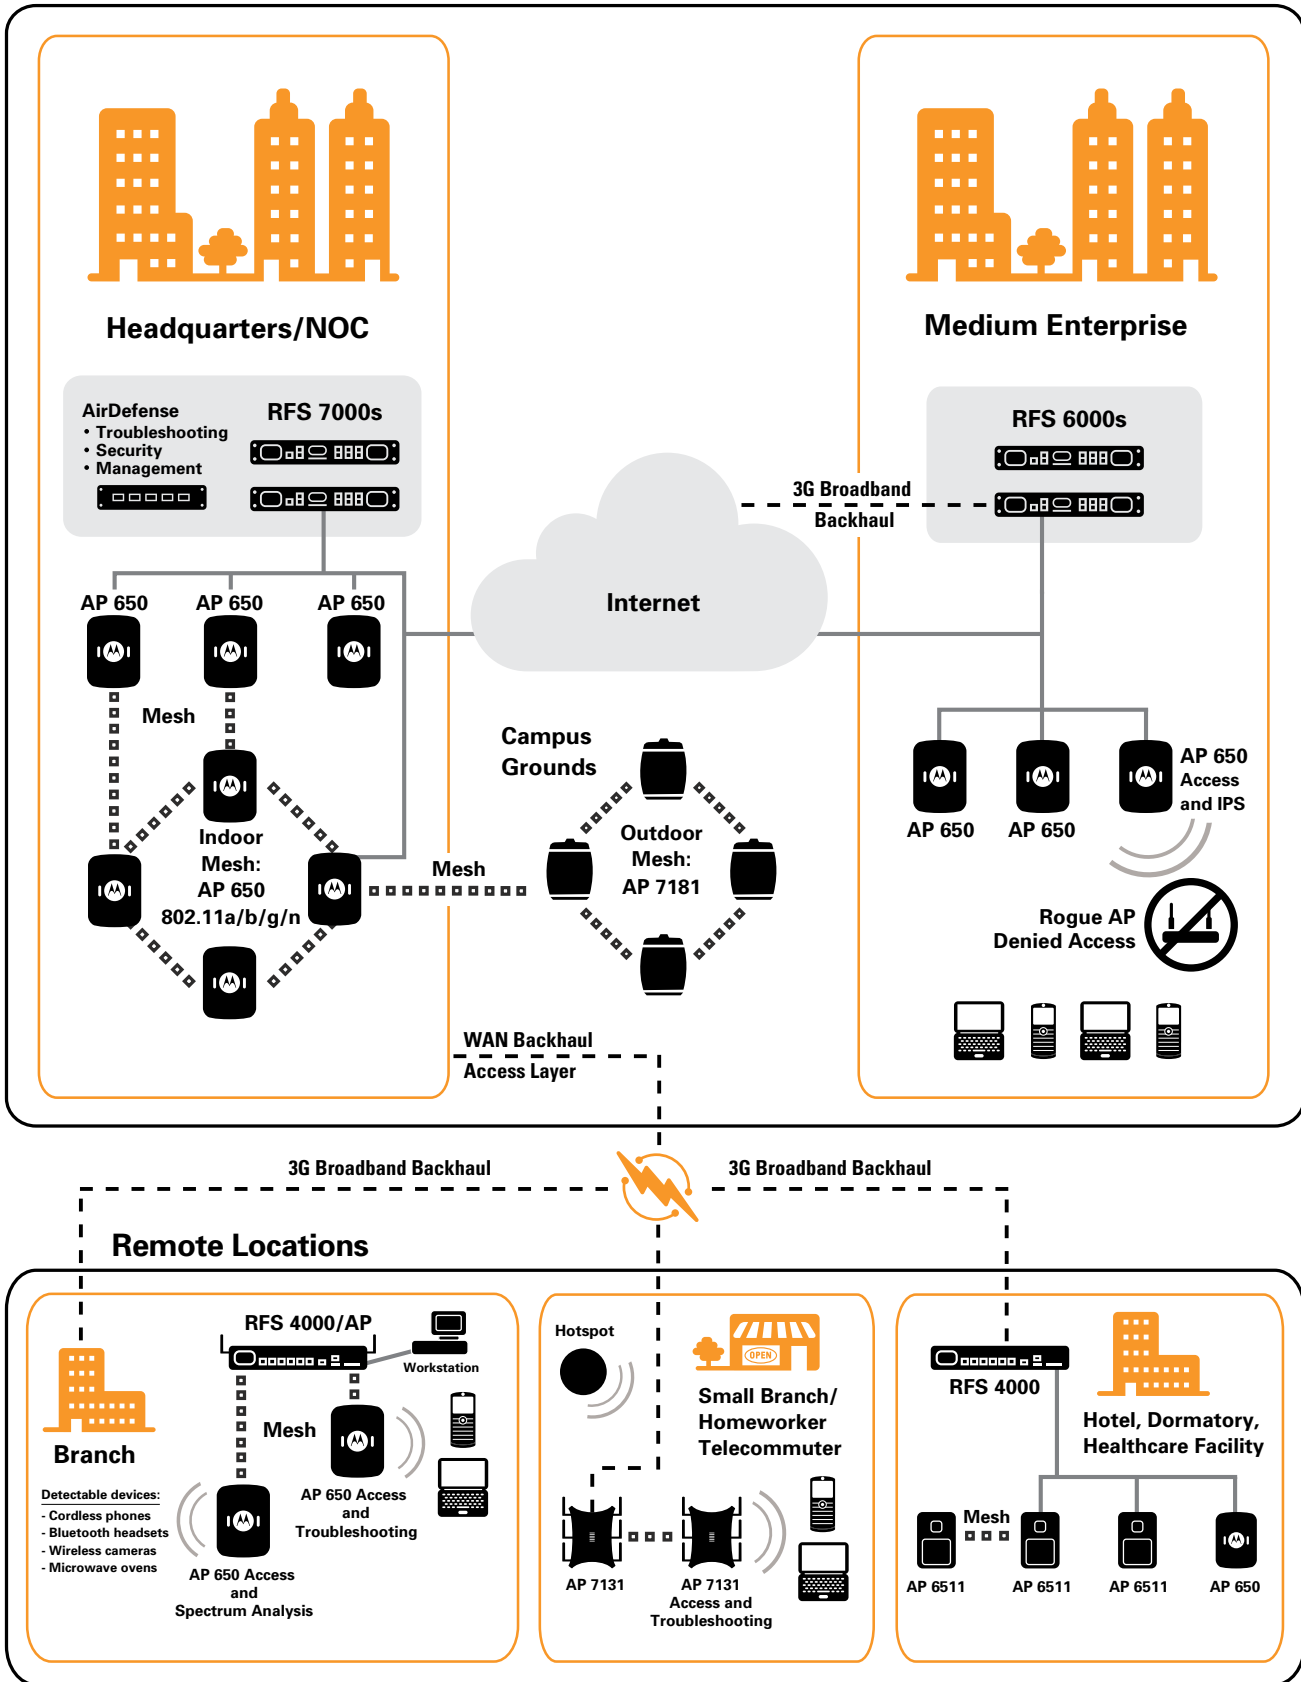 Headquarters/NOC
AirDefense
• Troubleshooting
• Security
• Management
RFS 7000s
AP 650
AP 650
AP 650
Mesh
Indoor
Mesh:
AP 650
802.11a/b/g/n
Mesh
Internet
Campus
Grounds
Outdoor
Mesh:
AP 7181
3G Broadband
Backhaul
Medium Enterprise
RFS 6000s
AP 650
AP 650
AP 650
Access
and IPS
Rogue AP
Denied Access
WAN Backhaul
Access Layer
3G Broadband Backhaul
3G Broadband Backhaul
Remote Locations
Branch
Detectable devices:
- Cordless phones
- Bluetooth headsets
- Wireless cameras
- Microwave ovens
RFS 4000/AP
Workstation
Mesh
AP 650 Access
and
Troubleshooting
AP 650 Access
and
Spectrum Analysis
Hotspot
OPEN
Small Branch/
Homeworker
Telecommuter
AP 7131
AP 7131
Access and
Troubleshooting
RFS 4000
Hotel, Dormatory,
Healthcare Facility
Mesh
AP 6511
AP 6511
AP 6511
AP 650